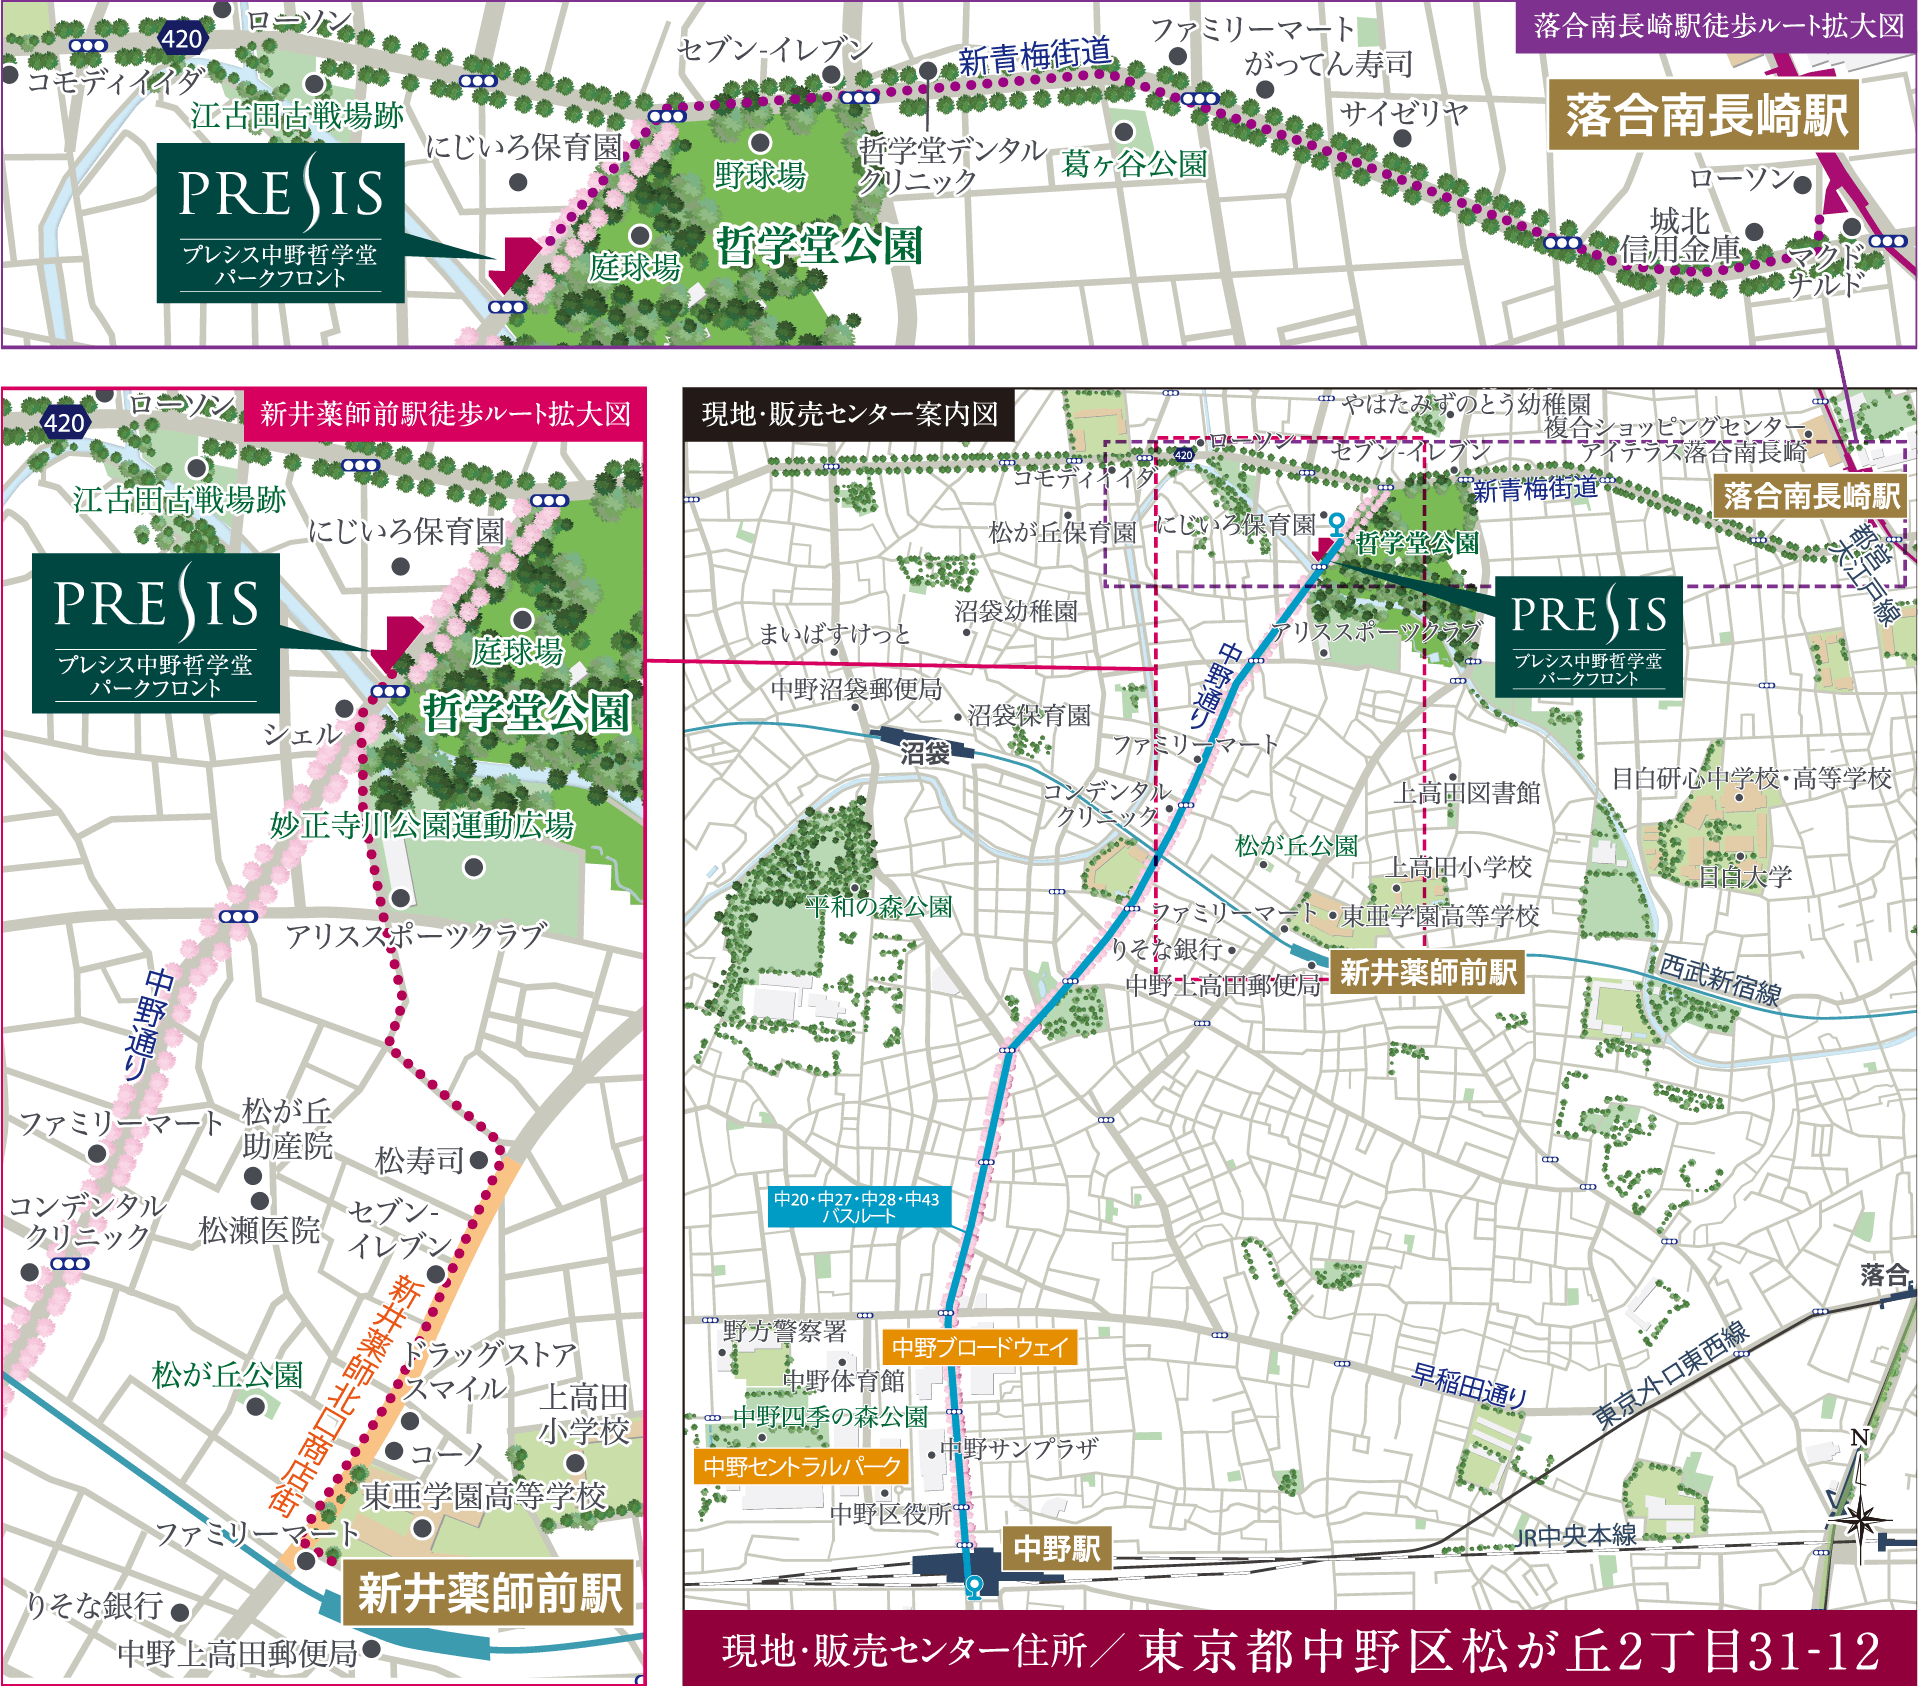 落合南長崎駅徒歩ルート拡大図
ローソン
420
コモディイイダ
江古田古戦場跡
PRESIS
プレシス中野哲学堂
パークフロント
にじいろ保育園
セブン-イレブン
新青梅街道
ファミリーマート
がってん寿司
サイゼリヤ
落合南長崎駅
野球場
哲学堂デンタル
クリニック
葛ヶ谷公園
庭球場
哲学堂公園
ローソン
城北
信用金庫
マクド
ナルド
新井薬師前駅徒歩ルート拡大図
ローソン
420
江古田古戦場跡
にじいろ保育園
PRESIS
プレシス中野哲学堂
パークフロント
庭球場
哲学堂公園
シェル
妙正寺川公園運動広場
アリススポーツクラブ
中野通り
ファミリーマート
松が丘
助産院
松寿司
コンデンタル
クリニック
松瀬医院
セブン-
イレブン
新井薬師北口商店街
ドラッグストア
スマイル
松が丘公園
上高田
小学校
コーノ
東亜学園高等学校
ファミリーマート
新井薬師前駅
りそな銀行
中野上高田郵便局
現地・販売センター案内図
やはたみずのとう幼稚園
複合ショッピングセンター
アイテラス落合南長崎
ローソン
420
セブン-イレブン
コモディイイダ
新青梅街道
落合南長崎駅
松が丘保育園
にじいろ保育園
哲学堂公園
都営
大江戸線
沼袋幼稚園
まいばすけっと
アリススポーツクラブ
PRESIS
プレシス中野哲学堂
パークフロント
中野通り
中野沼袋郵便局
沼袋保育園
沼袋
ファミリーマート
コンデンタル
クリニック
上高田図書館
目白研心中学校・高等学校
松が丘公園
上高田小学校
目白大学
平和の森公園
ファミリーマート
東亜学園高等学校
りそな銀行
新井薬師前駅
中野上高田郵便局
西武新宿線
中20・中27・中28・中43
バスルート
落合
野方警察署
中野ブロードウェイ
中野体育館
中野四季の森公園
早稲田通り
東京メトロ東西線
中野サンプラザ
中野セントラルパーク
中野区役所
N
中野駅
JR中央本線
現地・販売センター住所／東京都中野区松が丘2丁目31-12